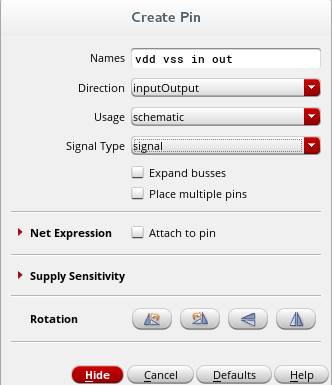 Create Pin
Names vdd vss in out
Direction inputOutput
Usage schematic
Signal Type signal
Expand busses
Place multiple pins
Net Expression Attach to pin
Supply Sensitivity
Rotation
Hide Cancel Defaults Help